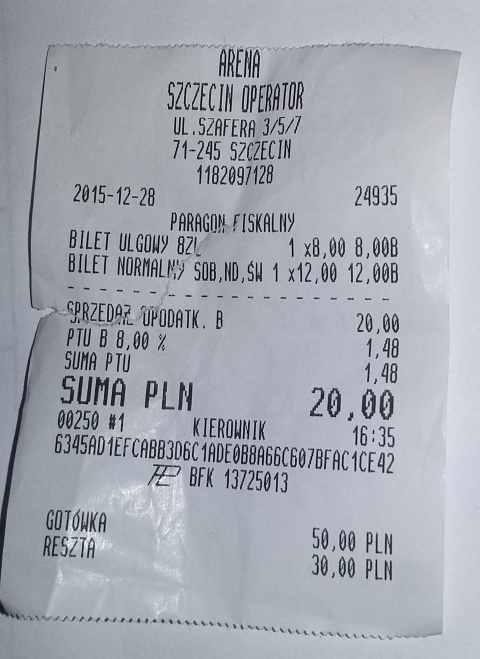 ARENA
SZCZECIN OPERATOR
UL.SZAFERA 3/5/7
71-245 SZCZECIN
1182097128
2015-12-28 24935
PARAGON FISKALNY
BILET ULGOWY 8ZŁ 1 x8,00 8,00B
BILET NORMALNY SOB,ND,ŚW 1 x12,00 12,00B
SPRZEDAŻ OPODATK. B 20,00
PTU B 8,00 % 1,48
SUMA PTU 1,48
SUMA PLN 20,00
00250 #1 KIEROWNIK 16:35
6345AD1EFCABB3D6C1ADE0B8A66C607BFAC1CE42
BFK 13725013
GOTÓWKA 50,00 PLN
RESZTA 30,00 PLN